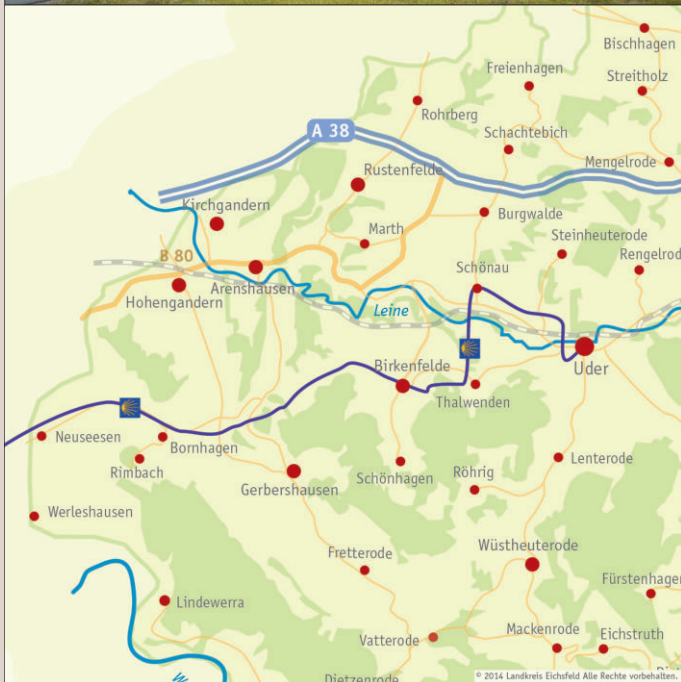 Bischhagen
Freienhagen
Streitholz
Rohrberg
A 38
Schachtebich
Mengelrode
Rustenfelde
Kirchgandern
Burgwalde
Marth
Steinheuterode
B 80
Rengelrod
Schönau
Arenshausen
Hohengandern
Leine
Birkenfelde
Uder
Thalwenden
Neuseesen
Bornhagen
Rimbach
Schönhagen
Röhrig
Lenterode
Gerbershausen
Werleshausen
Wüstheuterode
Fretterode
Fürstenhagen
Lindewerra
Vatterode
Mackenrode
Eichstruth
W
Dietzenrode
© 2014 Landkreis Eichsfeld Alle Rechte vorbehalten.